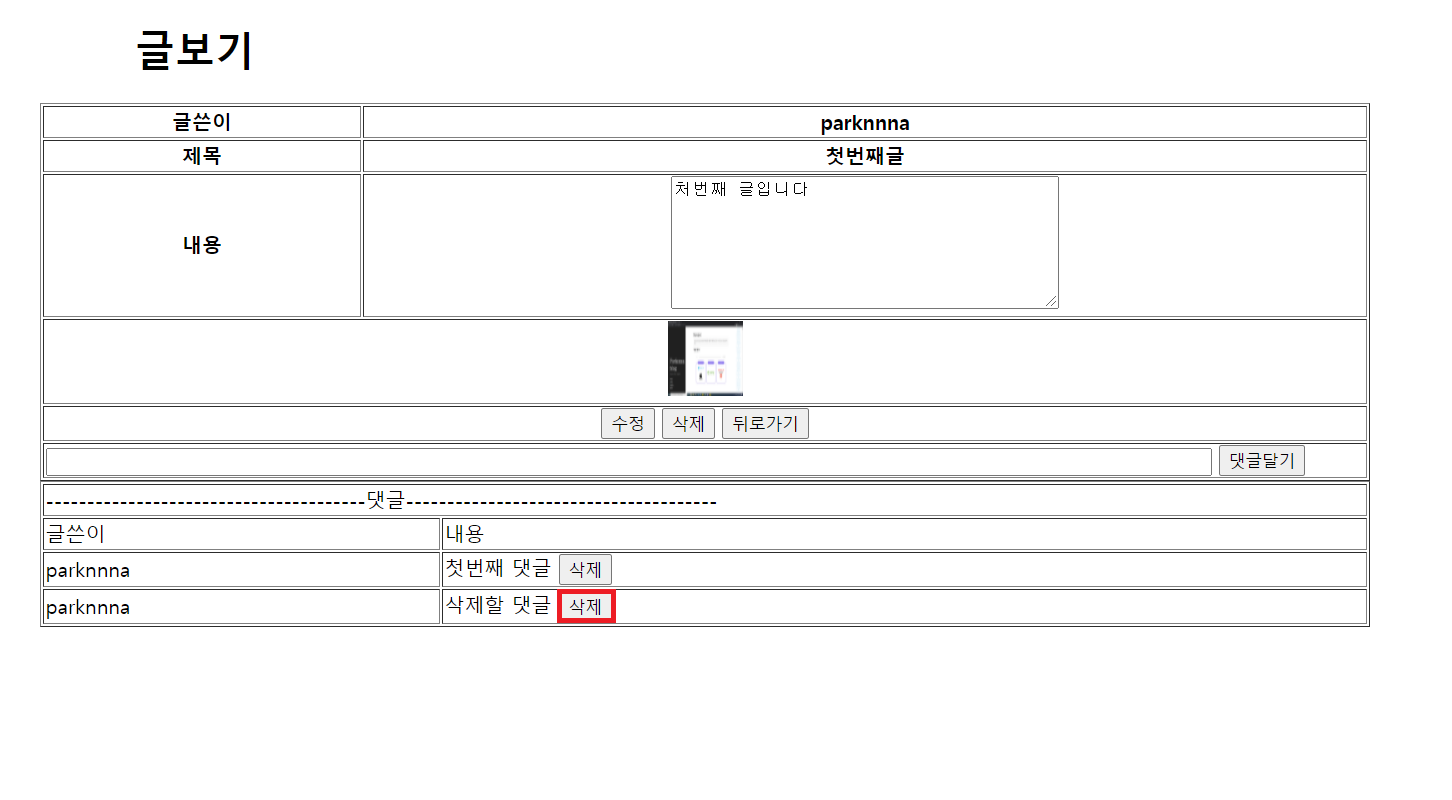 글보기
글쓴이 parknnna
제목 첫번째글
내용 처번째 글입니다
수정 삭제 뒤로가기
댓글달기
---------------------------------------댓글--------------------------------------
글쓴이 내용
parknnna 첫번째 댓글 삭제
parknnna 삭제할 댓글 삭제